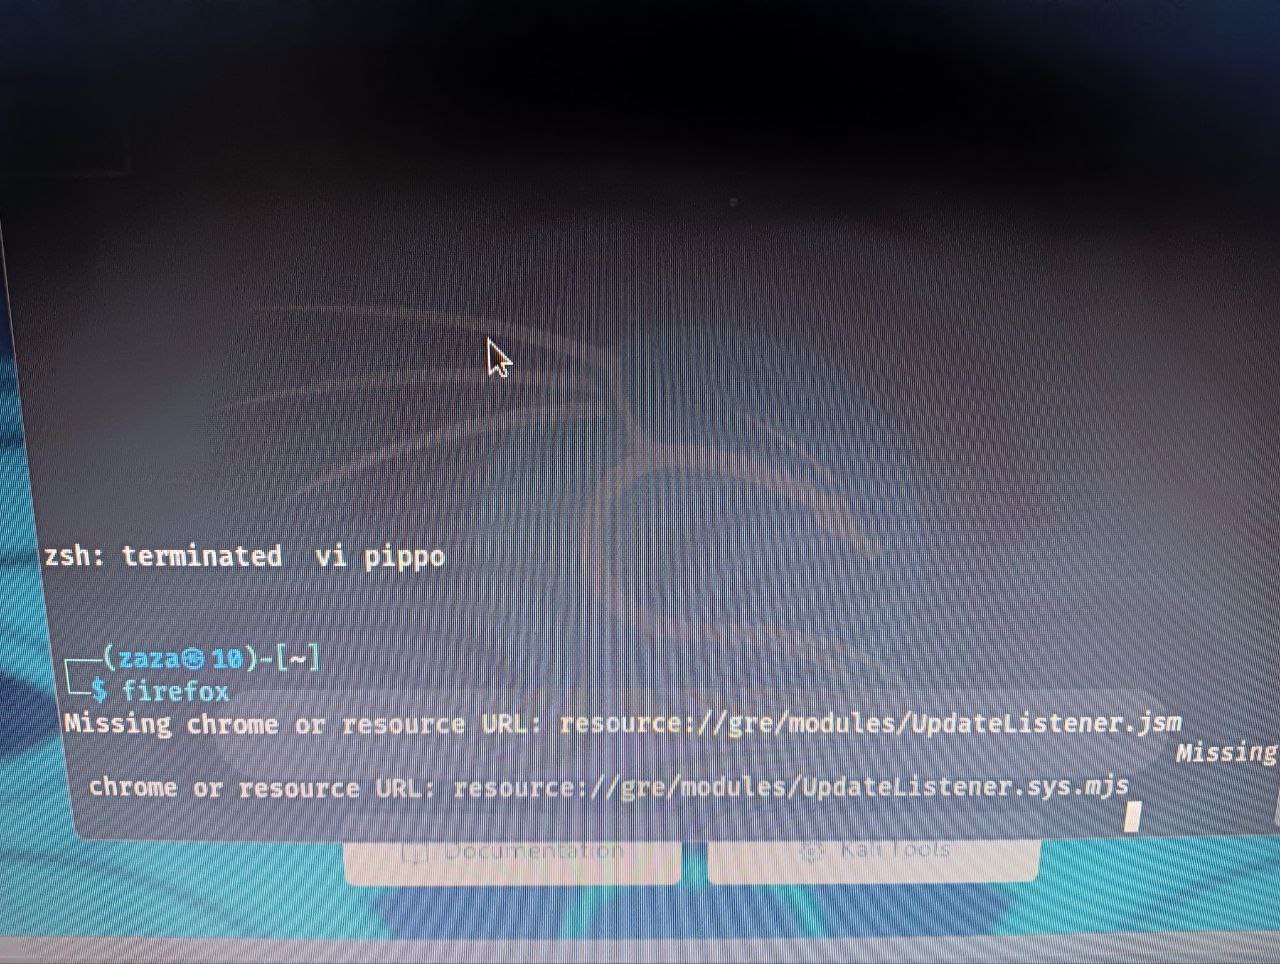 zsh: terminated  vi pippo
┌──(zaza㉿10)-[~]
└─$ firefox
Missing chrome or resource URL: resource://gre/modules/UpdateListener.jsm
Missing
chrome or resource URL: resource://gre/modules/UpdateListener.sys.mjs
Documentation
Kali Tools